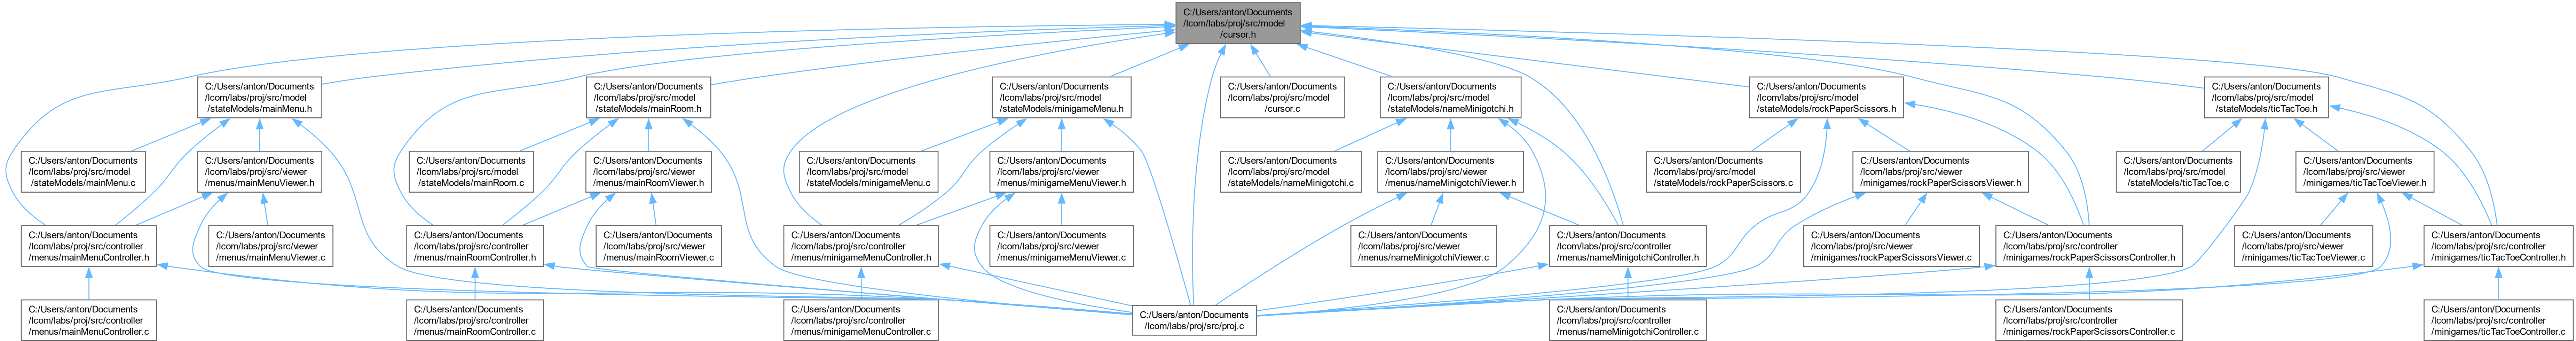 C:/Users/anton/Documents
/lcom/labs/proj/src/model
/cursor.h
C:/Users/anton/Documents
/lcom/labs/proj/src/model
/stateModels/mainMenu.h
C:/Users/anton/Documents
/lcom/labs/proj/src/model
/stateModels/mainRoom.h
C:/Users/anton/Documents
/lcom/labs/proj/src/model
/stateModels/minigameMenu.h
C:/Users/anton/Documents
/lcom/labs/proj/src/model
/cursor.c
C:/Users/anton/Documents
/lcom/labs/proj/src/model
/stateModels/nameMinigotchi.h
C:/Users/anton/Documents
/lcom/labs/proj/src/model
/stateModels/rockPaperScissors.h
C:/Users/anton/Documents
/lcom/labs/proj/src/model
/stateModels/ticTacToe.h
C:/Users/anton/Documents
/lcom/labs/proj/src/model
/stateModels/mainMenu.c
C:/Users/anton/Documents
/lcom/labs/proj/src/viewer
/menus/mainMenuViewer.h
C:/Users/anton/Documents
/lcom/labs/proj/src/model
/stateModels/mainRoom.c
C:/Users/anton/Documents
/lcom/labs/proj/src/viewer
/menus/mainRoomViewer.h
C:/Users/anton/Documents
/lcom/labs/proj/src/model
/stateModels/minigameMenu.c
C:/Users/anton/Documents
/lcom/labs/proj/src/viewer
/menus/minigameMenuViewer.h
C:/Users/anton/Documents
/lcom/labs/proj/src/model
/stateModels/nameMinigotchi.c
C:/Users/anton/Documents
/lcom/labs/proj/src/viewer
/menus/nameMinigotchiViewer.h
C:/Users/anton/Documents
/lcom/labs/proj/src/model
/stateModels/rockPaperScissors.c
C:/Users/anton/Documents
/lcom/labs/proj/src/viewer
/minigames/rockPaperScissorsViewer.h
C:/Users/anton/Documents
/lcom/labs/proj/src/model
/stateModels/ticTacToe.c
C:/Users/anton/Documents
/lcom/labs/proj/src/viewer
/minigames/ticTacToeViewer.h
C:/Users/anton/Documents
/lcom/labs/proj/src/controller
/menus/mainMenuController.h
C:/Users/anton/Documents
/lcom/labs/proj/src/viewer
/menus/mainMenuViewer.c
C:/Users/anton/Documents
/lcom/labs/proj/src/controller
/menus/mainRoomController.h
C:/Users/anton/Documents
/lcom/labs/proj/src/viewer
/menus/mainRoomViewer.c
C:/Users/anton/Documents
/lcom/labs/proj/src/controller
/menus/minigameMenuController.h
C:/Users/anton/Documents
/lcom/labs/proj/src/viewer
/menus/minigameMenuViewer.c
C:/Users/anton/Documents
/lcom/labs/proj/src/viewer
/menus/nameMinigotchiViewer.c
C:/Users/anton/Documents
/lcom/labs/proj/src/controller
/menus/nameMinigotchiController.h
C:/Users/anton/Documents
/lcom/labs/proj/src/viewer
/minigames/rockPaperScissorsViewer.c
C:/Users/anton/Documents
/lcom/labs/proj/src/controller
/minigames/rockPaperScissorsController.h
C:/Users/anton/Documents
/lcom/labs/proj/src/viewer
/minigames/ticTacToeViewer.c
C:/Users/anton/Documents
/lcom/labs/proj/src/controller
/minigames/ticTacToeController.h
C:/Users/anton/Documents
/lcom/labs/proj/src/controller
/menus/mainMenuController.c
C:/Users/anton/Documents
/lcom/labs/proj/src/controller
/menus/mainRoomController.c
C:/Users/anton/Documents
/lcom/labs/proj/src/controller
/menus/minigameMenuController.c
C:/Users/anton/Documents
/lcom/labs/proj/src/proj.c
C:/Users/anton/Documents
/lcom/labs/proj/src/controller
/menus/nameMinigotchiController.c
C:/Users/anton/Documents
/lcom/labs/proj/src/controller
/minigames/rockPaperScissorsController.c
C:/Users/anton/Documents
/lcom/labs/proj/src/controller
/minigames/ticTacToeController.c